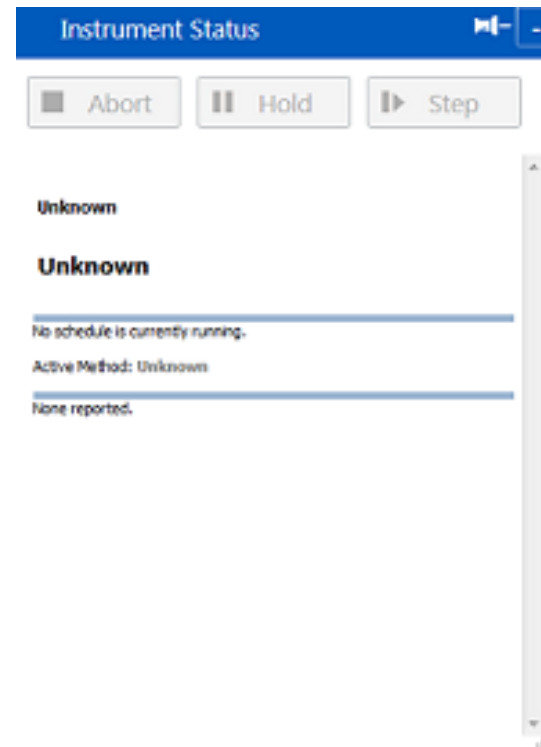 Instrument Status
Abort Hold Step
Unknown
Unknown
No schedule is currently running.
Active Method: Unknown
None reported.